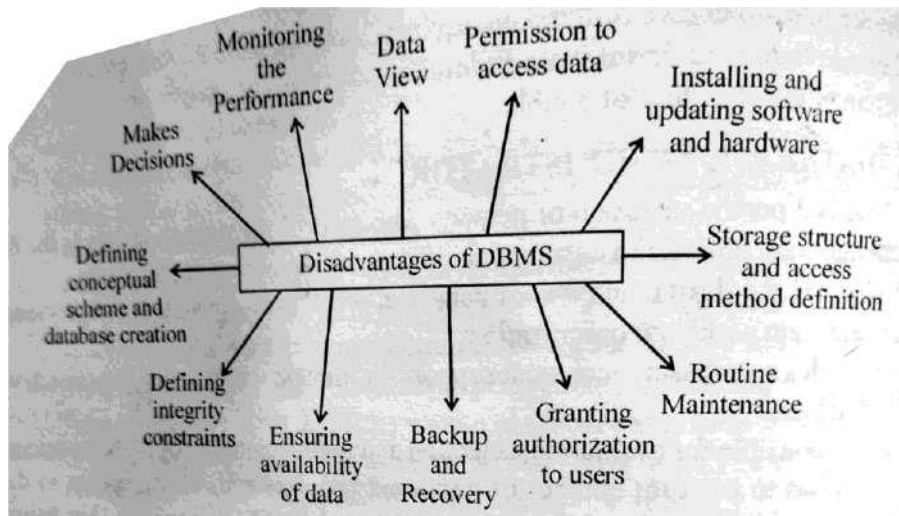 Monitoring
the
Performance
Data
View
Permission to
access data
Installing and
updating software
and hardware
Makes
Decisions
Disadvantages of DBMS
Storage structure
and access
method definition
Defining
conceptual
scheme and
database creation
Defining
integrity
constraints
Ensuring
availability
of data
Backup
and
Recovery
Granting
authorization
to users
Routine
Maintenance